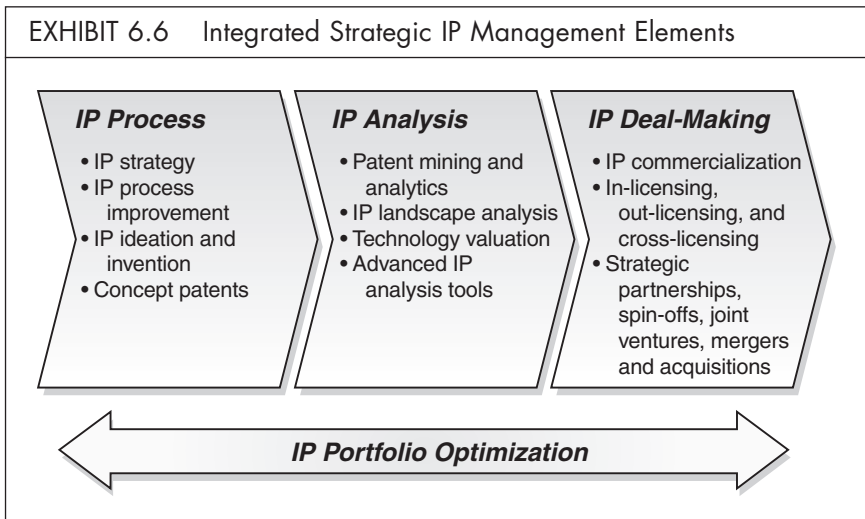 EXHIBIT 6.6 Integrated Strategic IP Management Elements
IP Process
• IP strategy
• IP process
improvement
• IP ideation and
invention
• Concept patents
IP Analysis
• Patent mining and
analytics
• IP landscape analysis
• Technology valuation
• Advanced IP
analysis tools
IP Deal-Making
• IP commercialization
• In-licensing,
out-licensing, and
cross-licensing
• Strategic
partnerships,
spin-offs, joint
ventures, mergers
and acquisitions
IP Portfolio Optimization